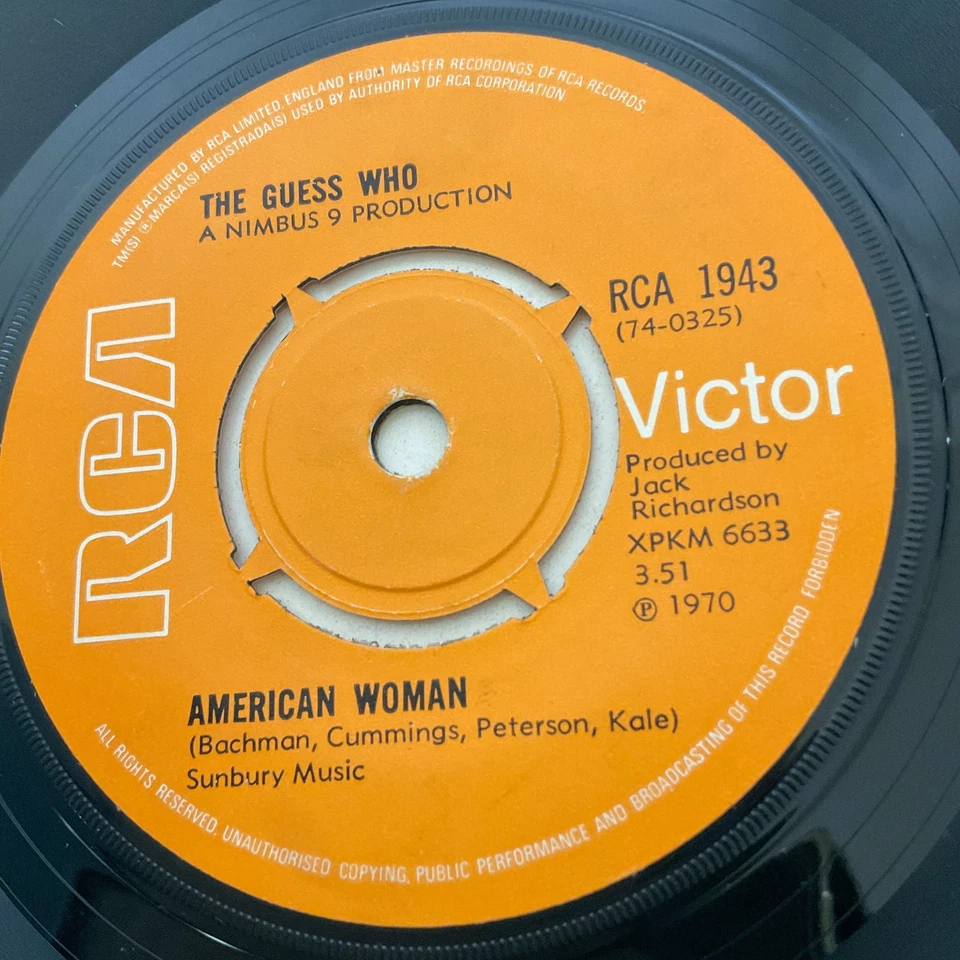 MANUFACTURED BY RCA LIMITED, ENGLAND FROM MASTER RECORDINGS OF RCA RECORDS.
TM(S) ® MARCA(S) REGISTRADA(S) USED BY AUTHORITY OF RCA CORPORATION
THE GUESS WHO
A NIMBUS 9 PRODUCTION
RCA 1943
(74-0325)
RCA
Victor
Produced by
Jack
Richardson
XPKM 6633
3.51
℗ 1970
AMERICAN WOMAN
(Bachman, Cummings, Peterson, Kale)
Sunbury Music
ALL RIGHTS RESERVED. UNAUTHORISED COPYING, PUBLIC PERFORMANCE AND BROADCASTING OF THIS RECORD FORBIDDEN